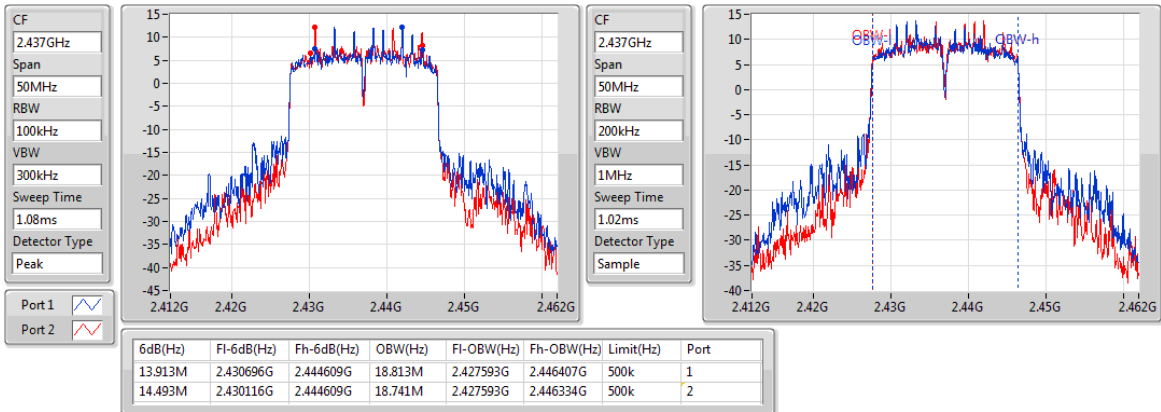 CF
2.437GHz
Span
50MHz
RBW
100kHz
VBW
300kHz
Sweep Time
1.08ms
Detector Type
Peak
Port 1
Port 2
15
10
5
0
-5
-10
-15
-20
-25
-30
-35
-40
-45
2.412G 2.42G 2.43G 2.44G 2.45G 2.462G
CF
2.437GHz
Span
50MHz
RBW
200kHz
VBW
1MHz
Sweep Time
1.02ms
Detector Type
Sample
15
10
5
0
-5
-10
-15
-20
-25
-30
-35
-40
OBW-l OBW-h
2.412G 2.42G 2.43G 2.44G 2.45G 2.462G
6dB(Hz) Fl-6dB(Hz) Fh-6dB(Hz) OBW(Hz) Fl-OBW(Hz) Fh-OBW(Hz) Limit(Hz) Port
13.913M 2.430696G 2.444609G 18.813M 2.427593G 2.446407G 500k 1
14.493M 2.430116G 2.444609G 18.741M 2.427593G 2.446334G 500k 2